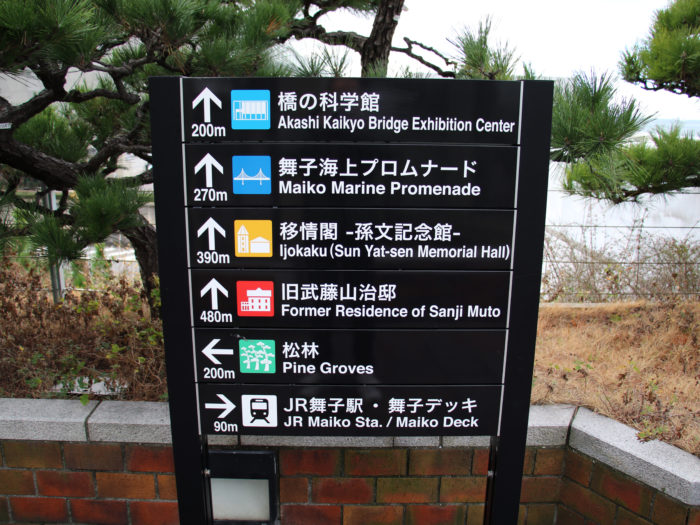 橋の科学館
Akashi Kaikyo Bridge Exhibition Center
200m
舞子海上プロムナード
Maiko Marine Promenade
270m
移情閣 -孫文記念館-
Ijokaku (Sun Yat-sen Memorial Hall)
390m
旧武藤山治邸
Former Residence of Sanji Muto
480m
松林
Pine Groves
200m
JR舞子駅・舞子デッキ
JR Maiko Sta. / Maiko Deck
90m